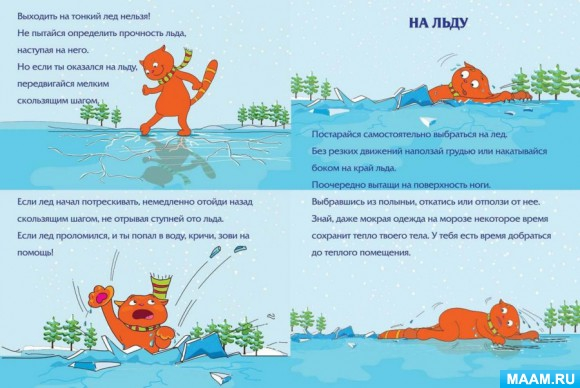 Выходить на тонкий лед нельзя!
Не пытайся определить прочность льда,
наступая на него.
Но если ты оказался на льду,
передвигайся мелким
скользящим шагом.
НА ЛЬДУ
Постарайся самостоятельно выбраться на лед.
Без резких движений наползай грудью или накатывайся
боком на край льда.
Поочередно вытащи на поверхность ноги.
Если лед начал потрескивать, немедленно отойди назад
скользящим шагом, не отрывая ступней ото льда.
Если лед проломился, и ты попал в воду, кричи, зови на
помощь!
Выбравшись из полыньи, откатись или отползи от нее.
Знай, даже мокрая одежда на морозе некоторое время
сохранит тепло твоего тела. У тебя есть время добраться
до теплого помещения.
MAAM.RU